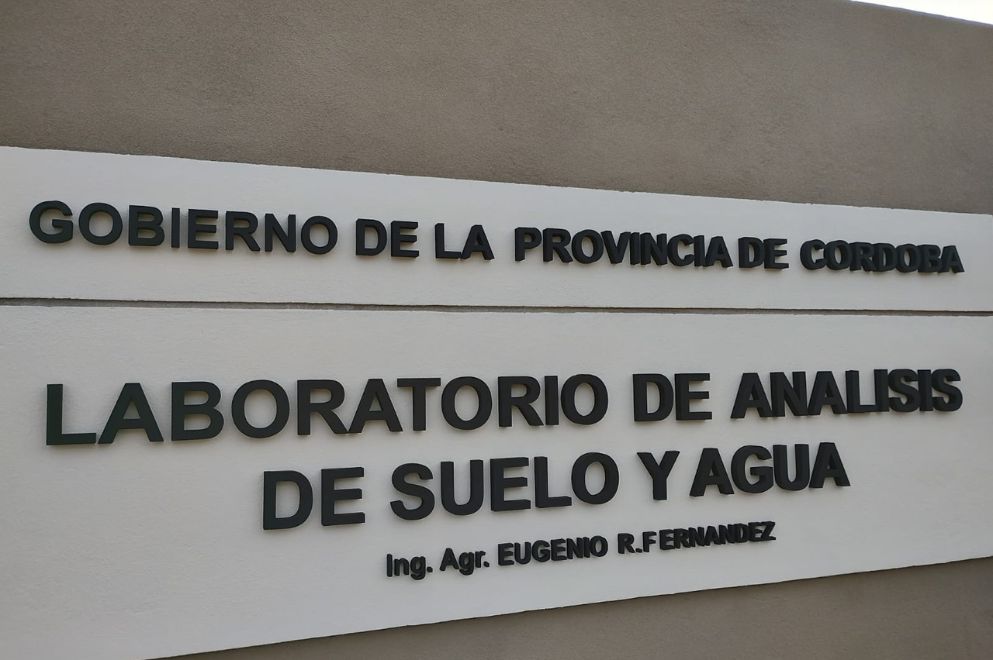 GOBIERNO DE LA PROVINCIA DE CORDOBA
LABORATORIO DE ANALISIS
DE SUELO Y AGUA
Ing. Agr. EUGENIO R.FERNANDEZ